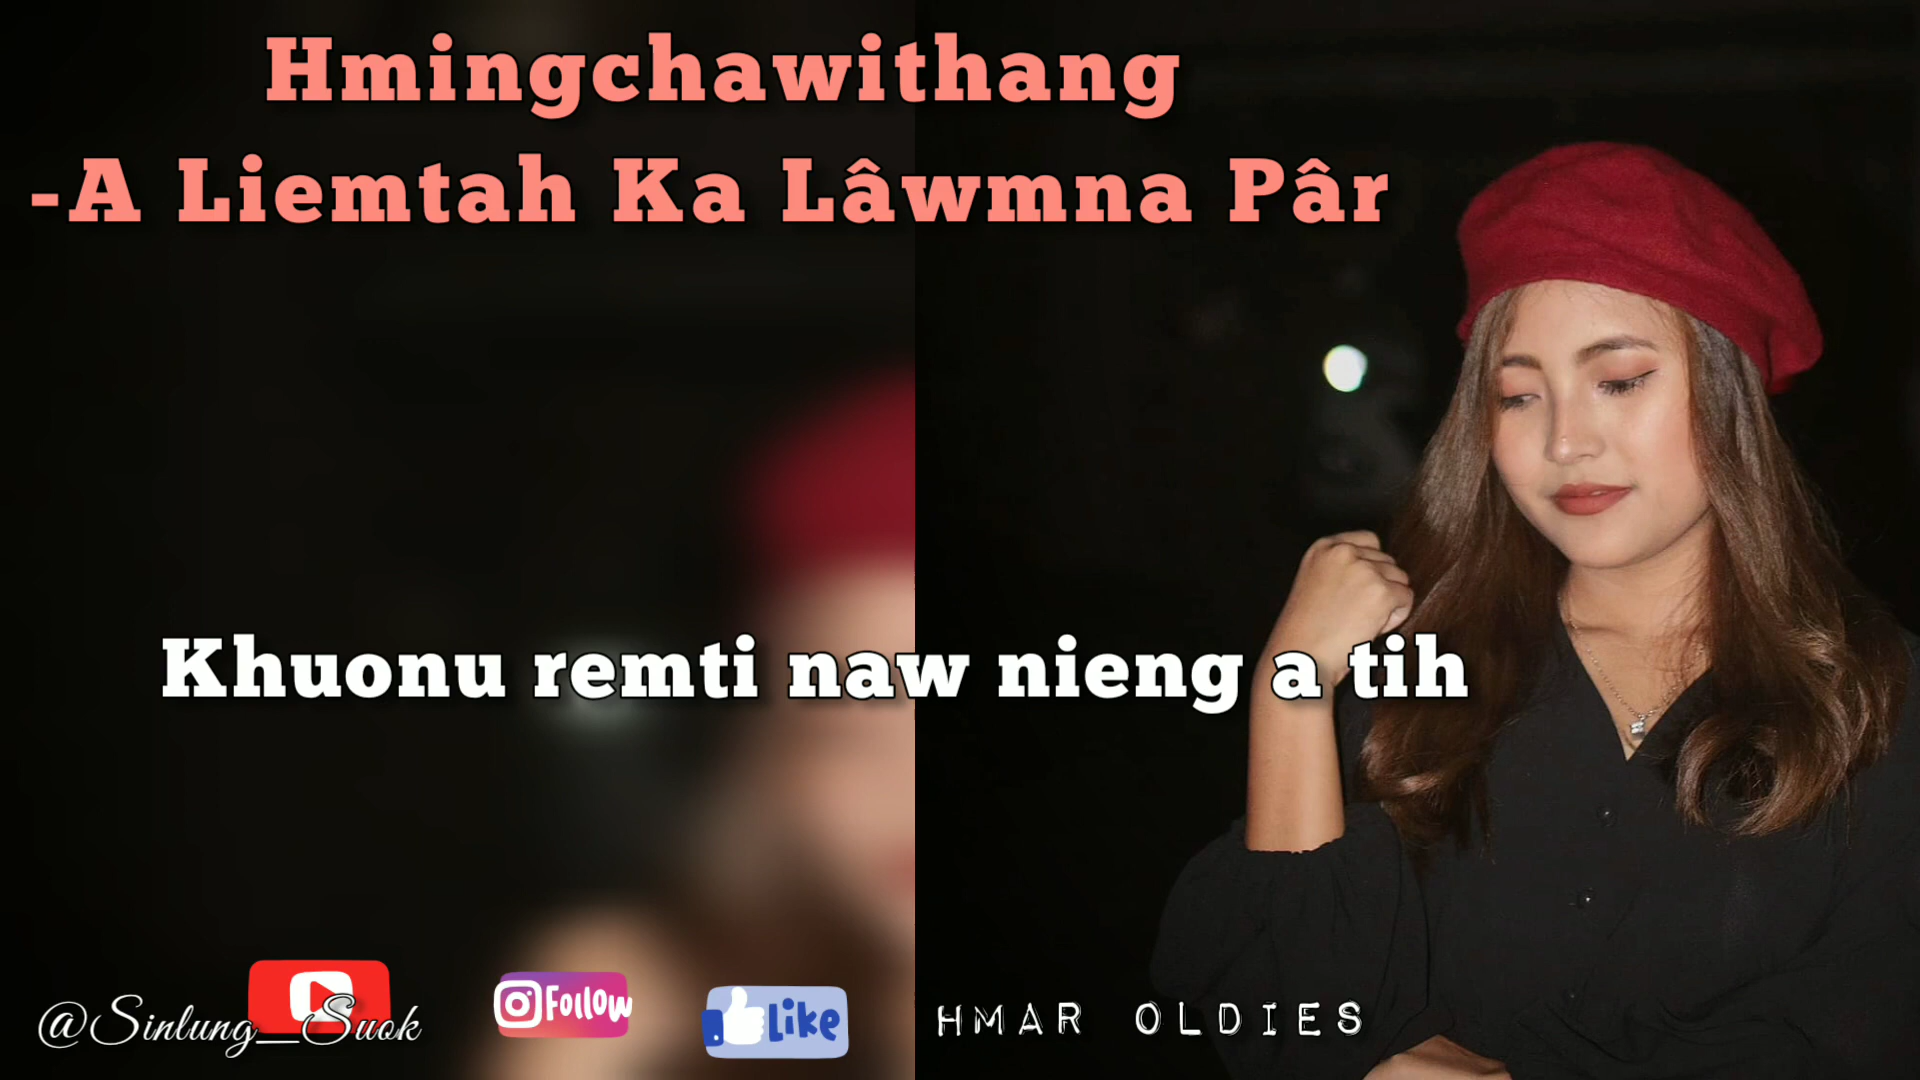 Hmingchawithang
-A Liemtah Ka Lâwmna Pâr
Khuonu remti naw nieng a tih
@Sinlung_Suok
Follow
Like
HMAR OLDIES